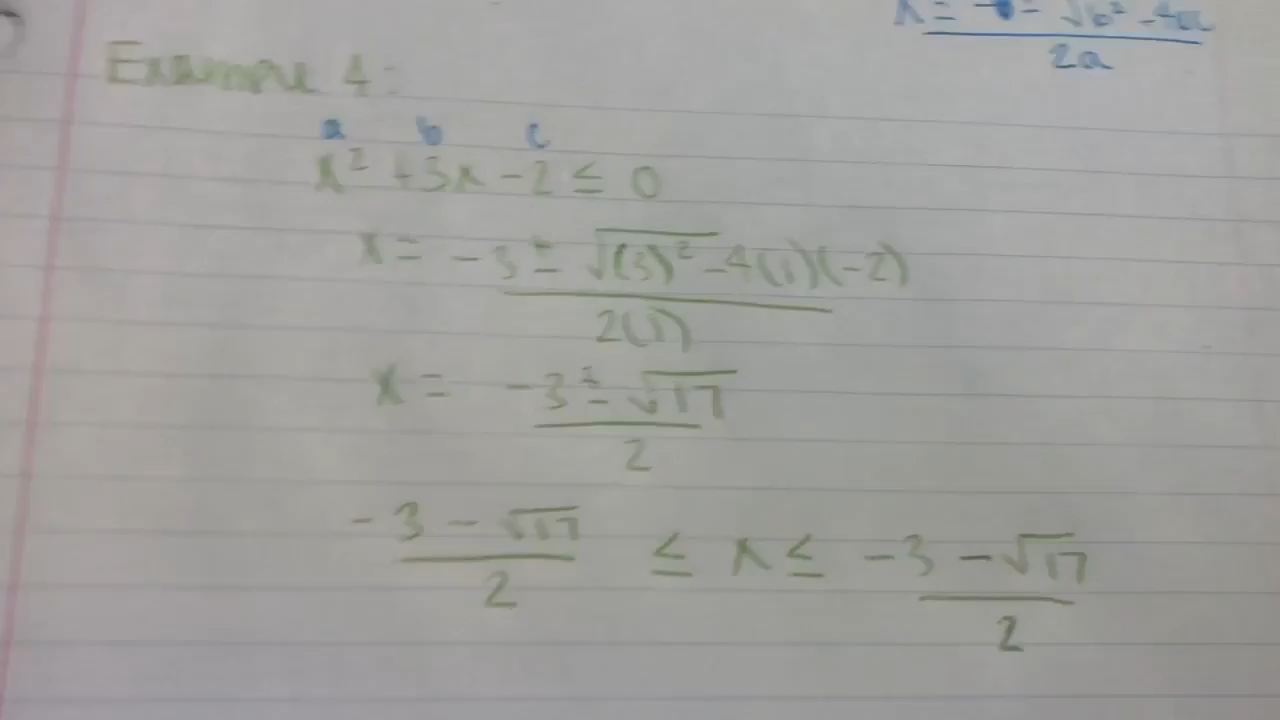 x = -b ± √b² - 4ac
2a
Example 4:
a b c
x² + 3x - 2 ≤ 0
x = -3 ± √(3)² - 4(1)(-2)
2(1)
x = -3 ± √17
2
-3 - √17 ≤ x ≤ -3 - √17
2 2